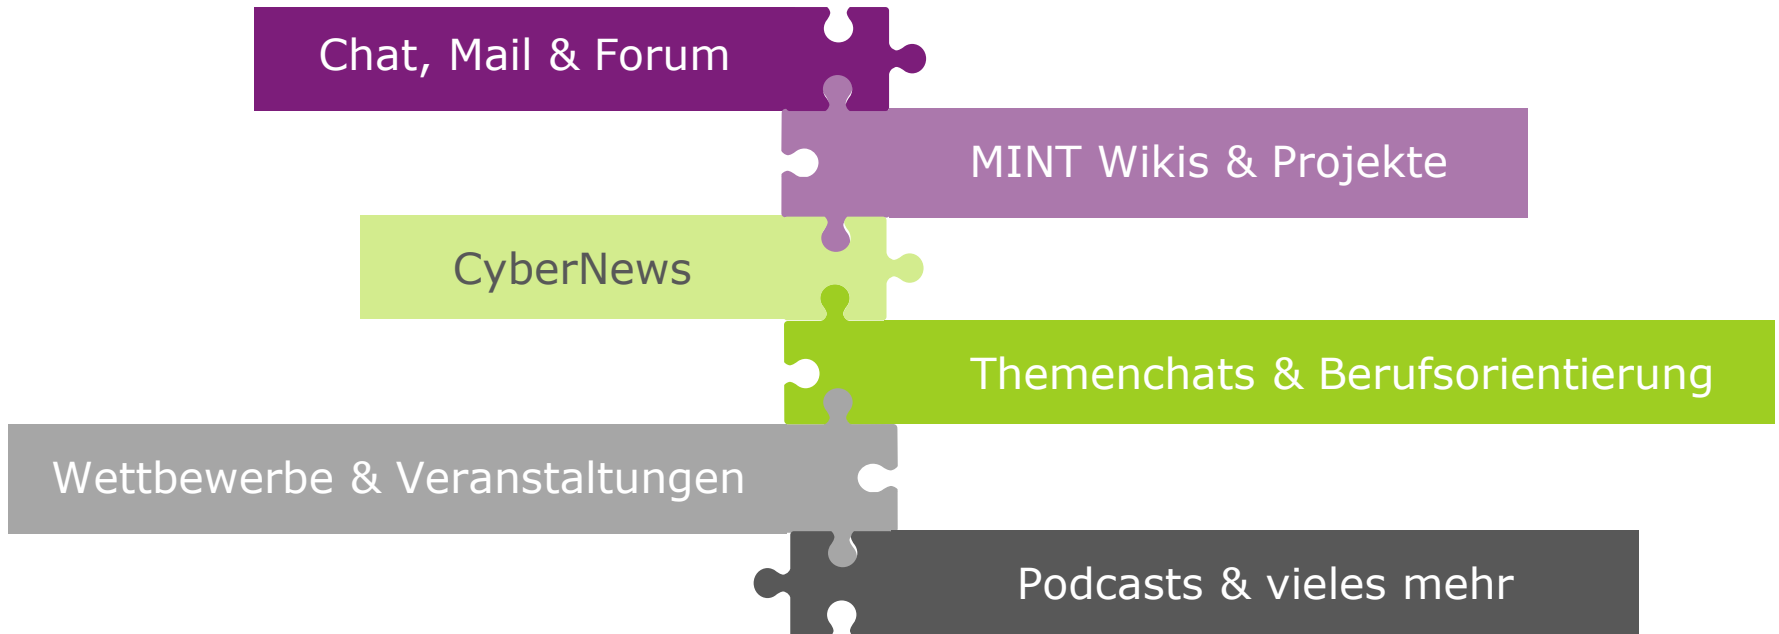 Chat, Mail & Forum
MINT Wikis & Projekte
CyberNews
Themenchats & Berufsorientierung
Wettbewerbe & Veranstaltungen
Podcasts & vieles mehr